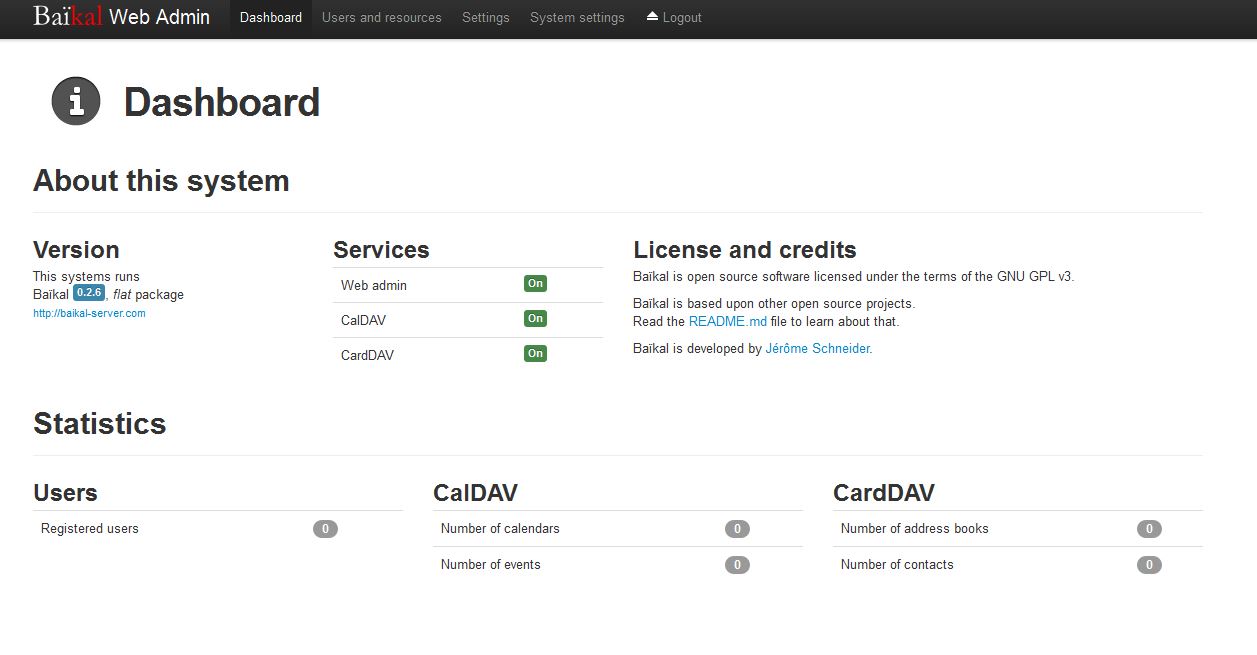 Baïkal Web Admin Dashboard Users and resources Settings System settings Logout
Dashboard
About this system
Version
This systems runs
Baïkal 0.2.6, flat package
http://baikal-server.com
Services
Web admin On
CalDAV On
CardDAV On
License and credits
Baïkal is open source software licensed under the terms of the GNU GPL v3.
Baïkal is based upon other open source projects.
Read the README.md file to learn about that.
Baïkal is developed by Jérôme Schneider.
Statistics
Users
Registered users 0
CalDAV
Number of calendars 0
Number of events 0
CardDAV
Number of address books 0
Number of contacts 0